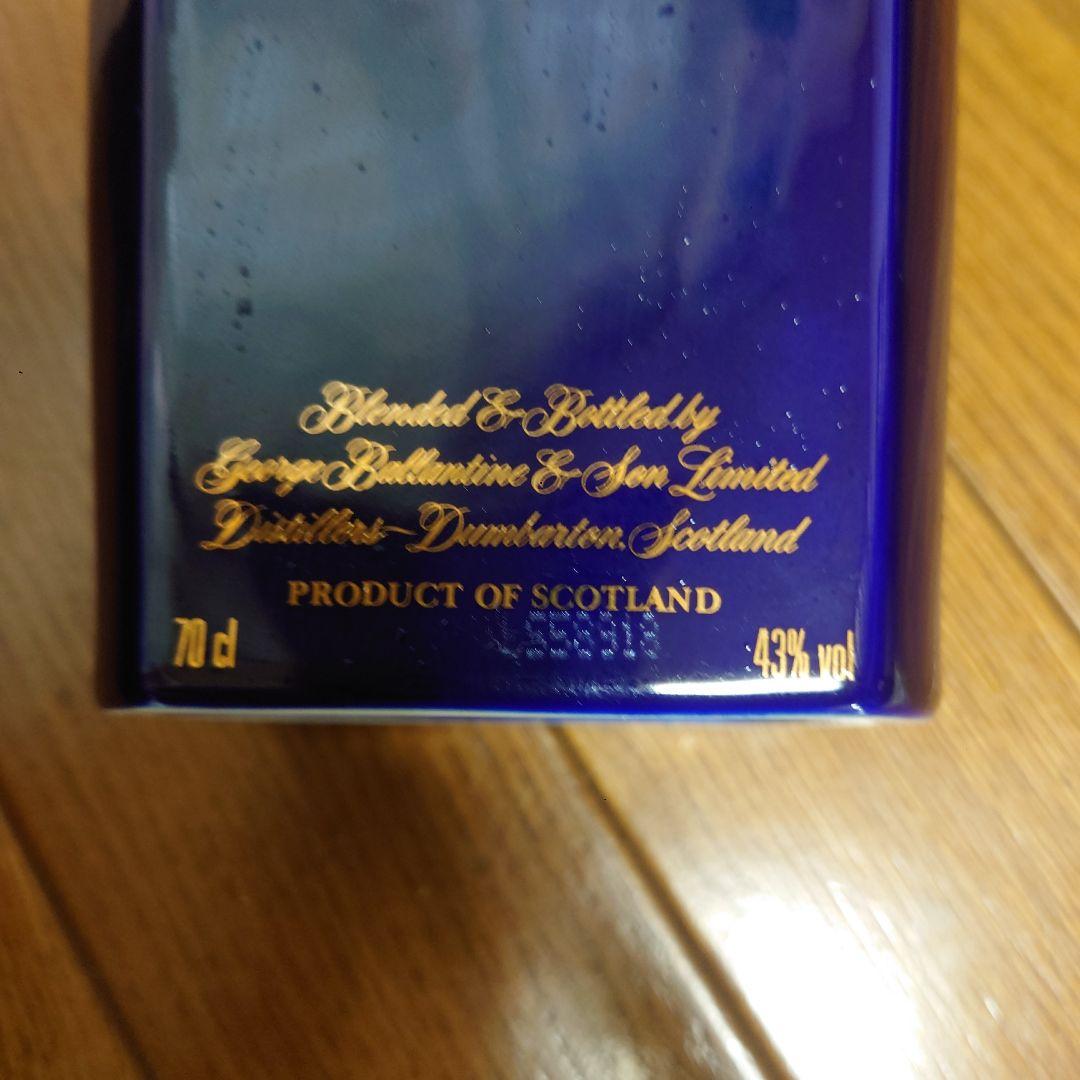 Blended & Bottled by
George Ballantine & Son Limited
Distillers – Dumbarton. Scotland
PRODUCT OF SCOTLAND
70 cl
43% vol